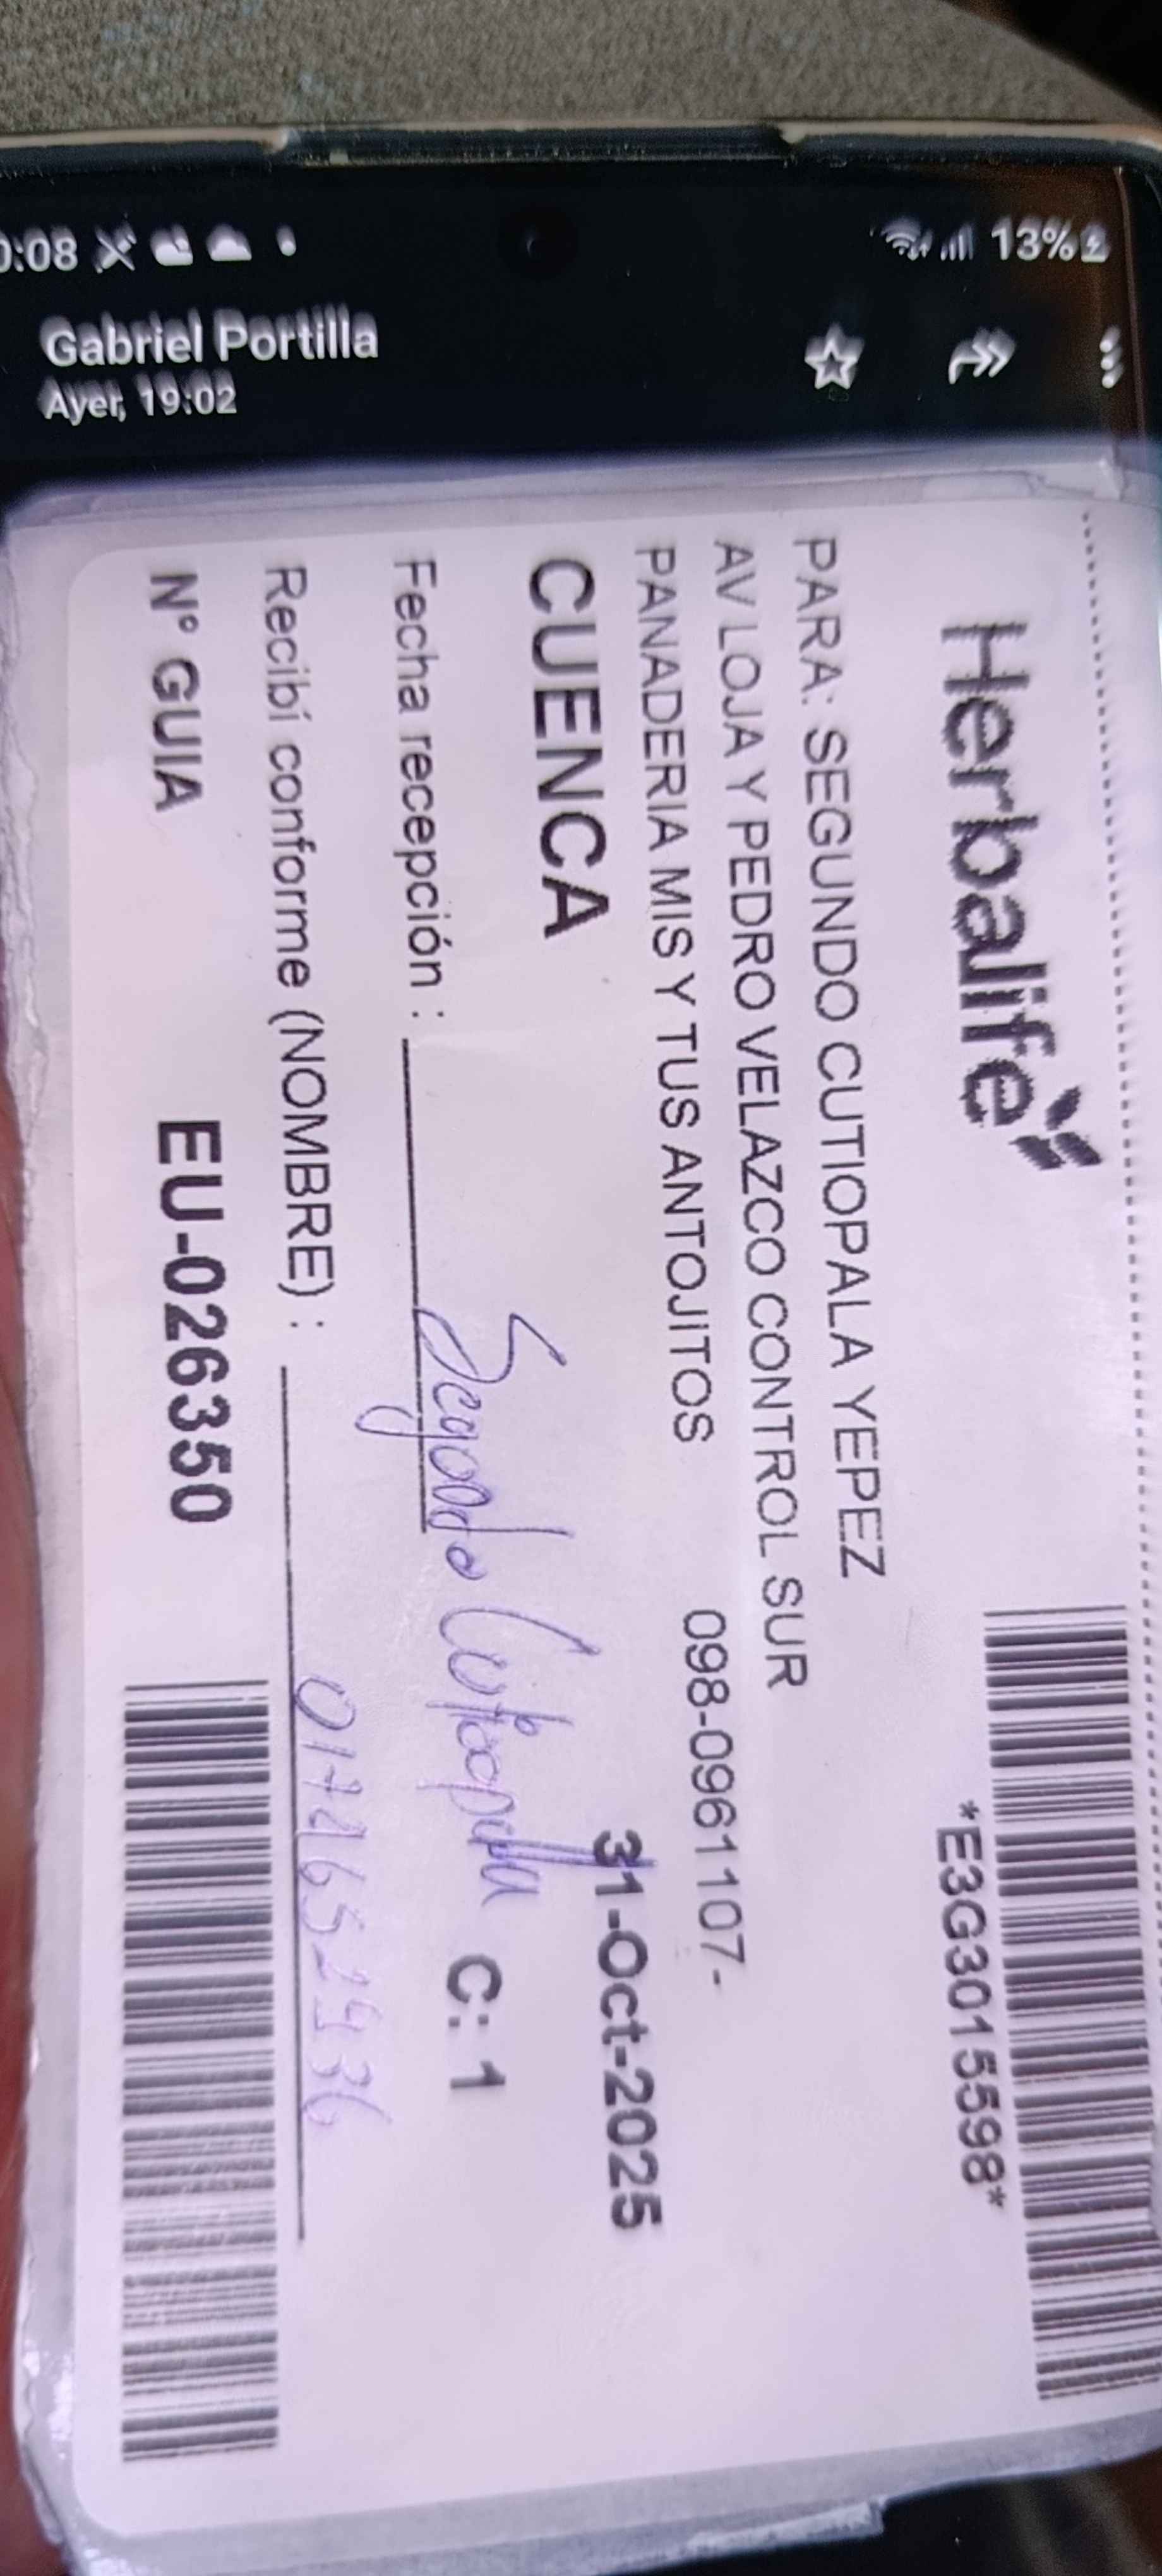 0:08
13%
Gabriel Portilla
Ayer, 19:02
Herbalife
*E3G3015598*
PARA: SEGUNDO CUTIOPALA YEPEZ
AV LOJA Y PEDRO VELAZCO CONTROL SUR
PANADERIA MIS Y TUS ANTOJITOS 098-0961107-
CUENCA 31-Oct-2025
Fecha recepción : Segundo Cutiopala C: 1
Recibí conforme (NOMBRE) :
Nº GUIA EU-026350